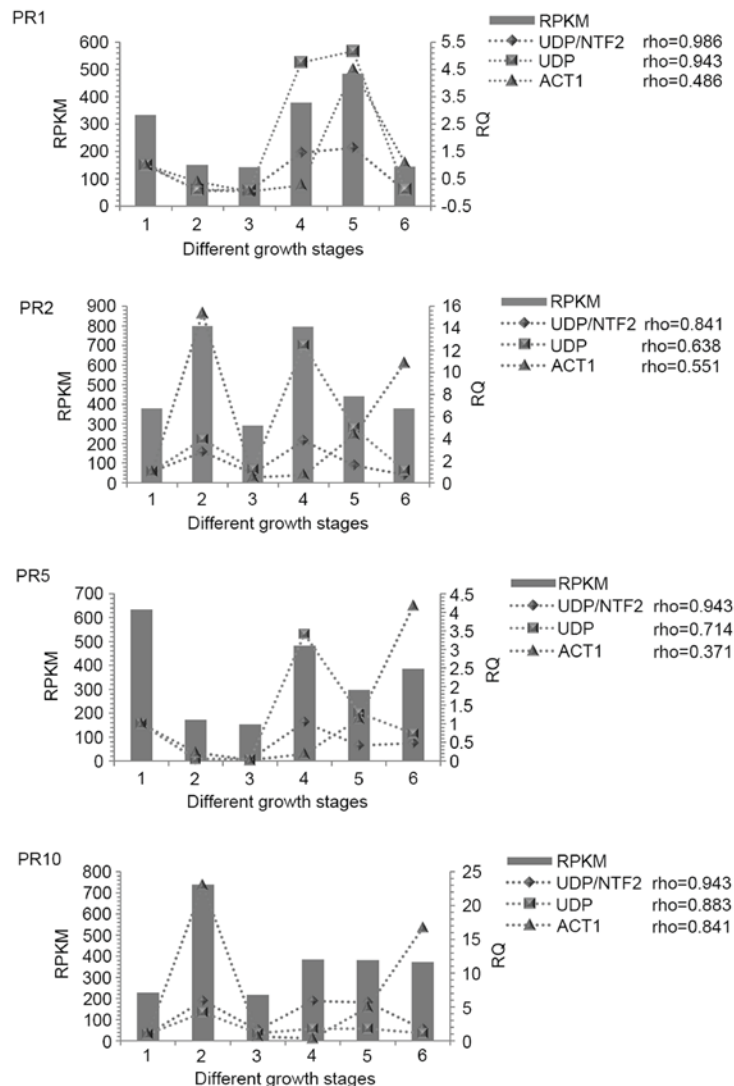 PR1
RPKM
UDP/NTF2 rho=0.986
UDP rho=0.943
ACT1 rho=0.486
600
500
400
300
200
100
0
RPKM
5.5
4.5
3.5
2.5
1.5
0.5
-0.5
RQ
1 2 3 4 5 6
Different growth stages
PR2
RPKM
UDP/NTF2 rho=0.841
UDP rho=0.638
ACT1 rho=0.551
900
800
700
600
500
400
300
200
100
0
RPKM
16
14
12
10
8
6
4
2
0
RQ
1 2 3 4 5 6
Different growth stages
PR5
RPKM
UDP/NTF2 rho=0.943
UDP rho=0.714
ACT1 rho=0.371
700
600
500
400
300
200
100
0
RPKM
4.5
4
3.5
3
2.5
2
1.5
1
0.5
0
RQ
1 2 3 4 5 6
Different growth stages
PR10
RPKM
UDP/NTF2 rho=0.943
UDP rho=0.883
ACT1 rho=0.841
800
700
600
500
400
300
200
100
0
RPKM
25
20
15
10
5
0
RQ
1 2 3 4 5 6
Different growth stages